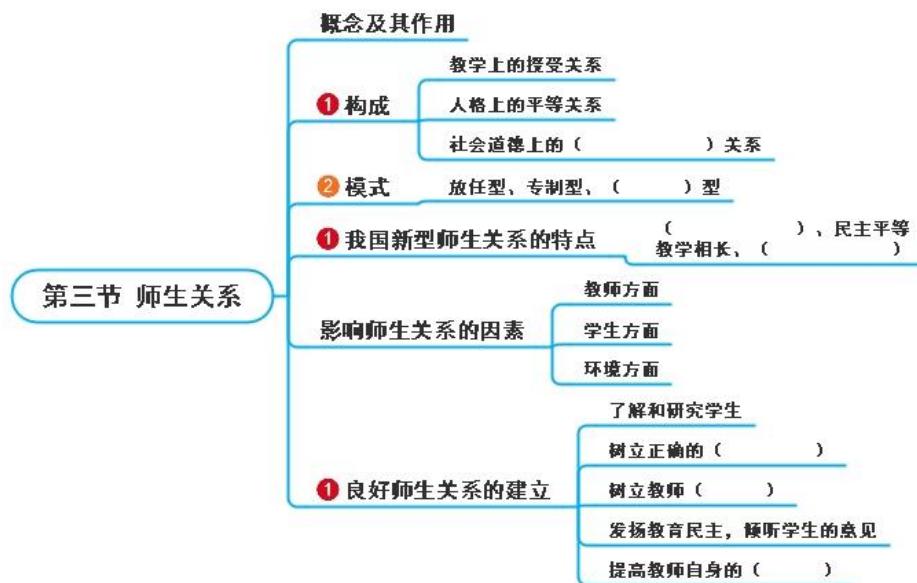 概念及其作用
教学上的授受关系
1 构成
人格上的平等关系
社会道德上的（ ）关系
2 模式
放任型、专制型、（ ）型
1 我国新型师生关系的特点
（ ）、民主平等
教学相长、（ ）
第三节 师生关系
教师方面
影响师生关系的因素
学生方面
环境方面
了解和研究学生
树立正确的（ ）
1 良好师生关系的建立
树立教师（ ）
发扬教育民主，倾听学生的意见
提高教师自身的（ ）